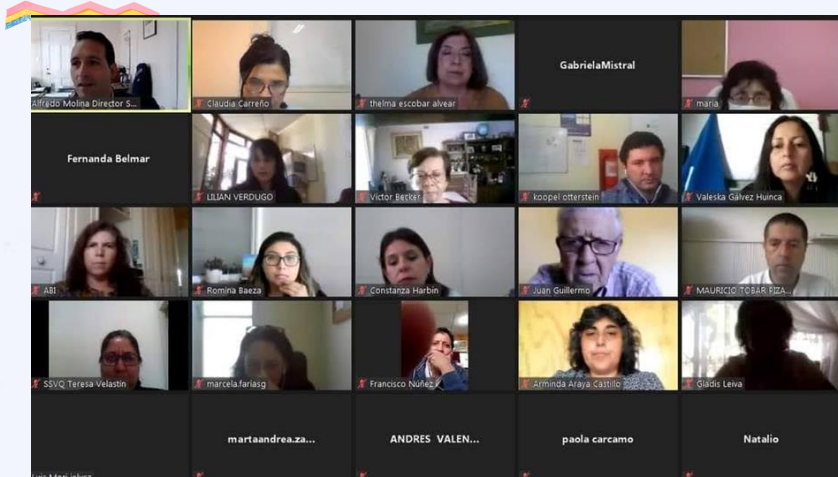 Alfredo Molina Director S...
Claudia Carreño
thelma escobar alvear
GabrielaMistral
maria
Fernanda Belmar
LILIAN VERDUGO
Victor Becker
koopel otterstein
Valeska Gálvez Huinca
ABI
Romina Baeza
Constanza Harbin
Juan Guillermo
MAURICIO TOBAR PIZA...
SSVQ Teresa Velastín
marcela.fariasg
Francisco Núñez
Arminda Araya Castillo
Gladis Leiva
martaandrea.za...
ANDRES VALEN...
paola carcamo
Natalio